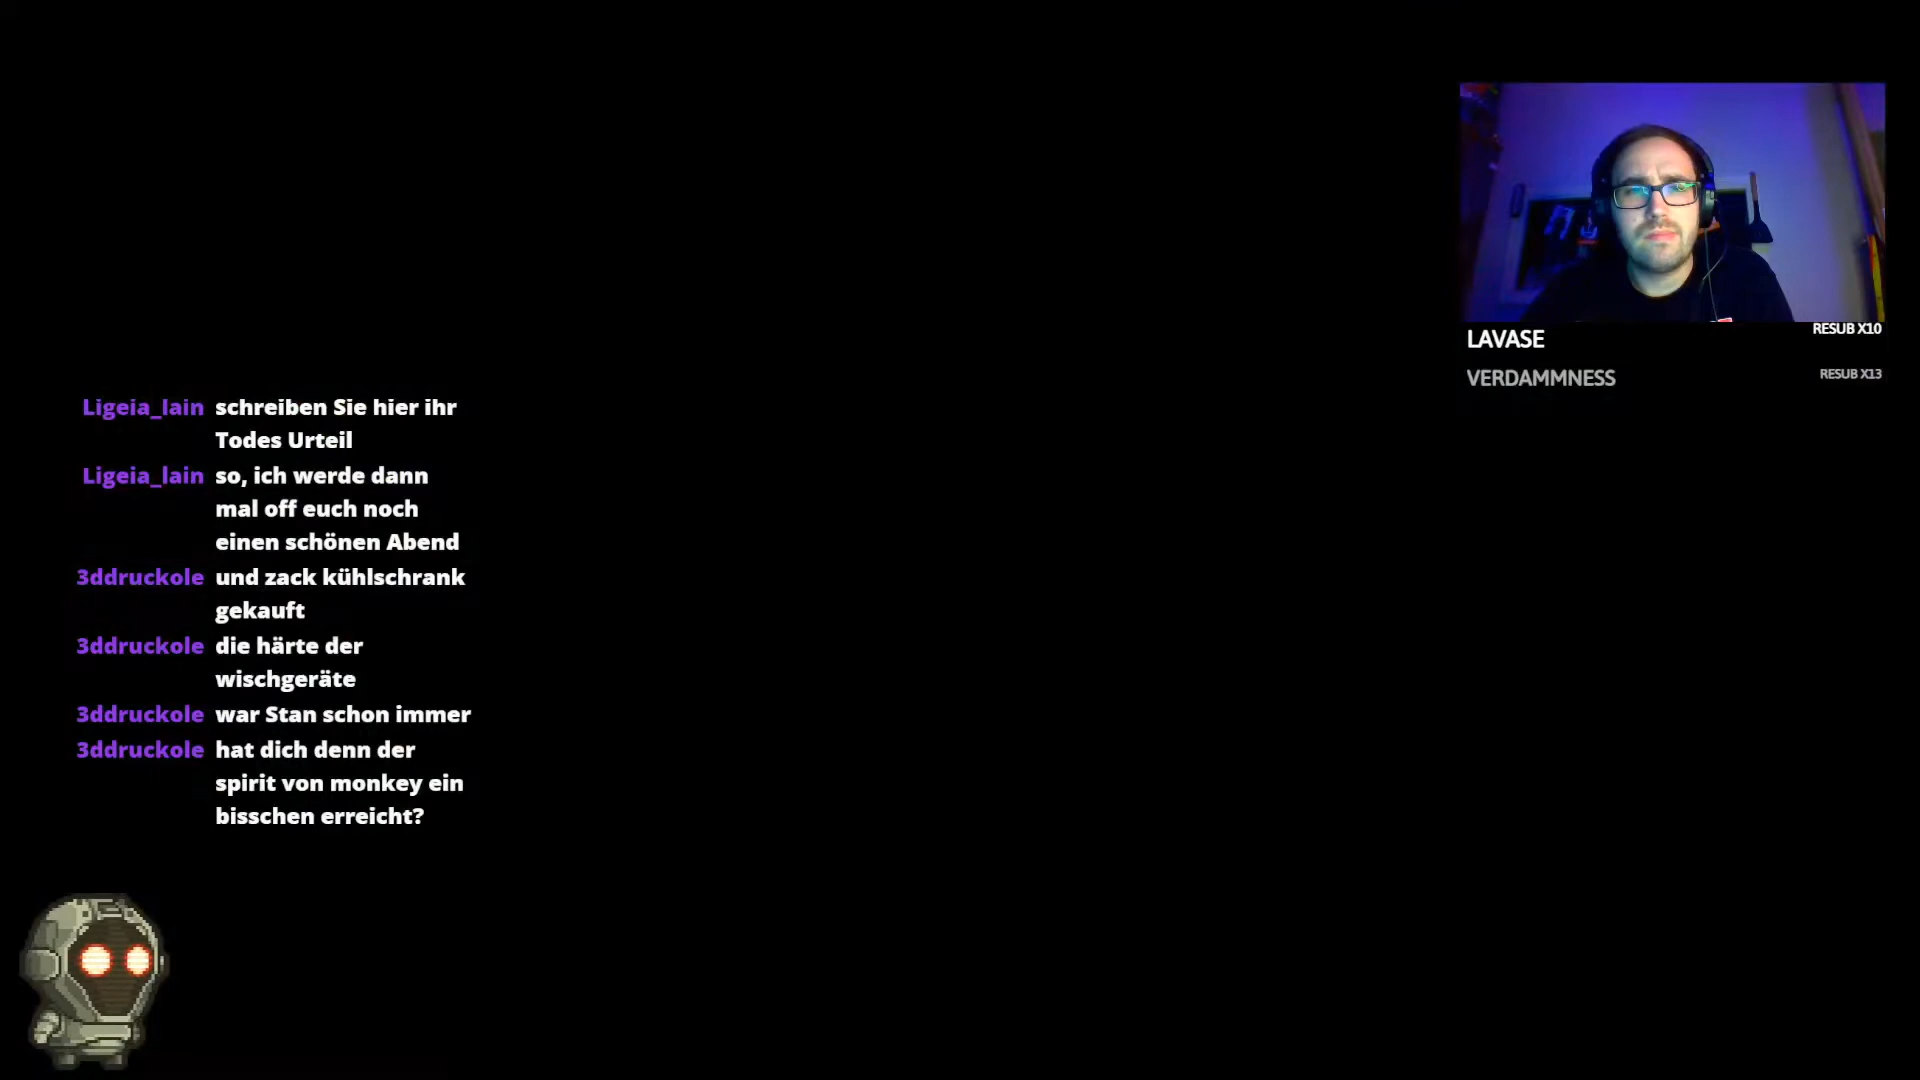 LAVASE RESUB X10
VERDAMMNESS RESUB X13
Ligeia_lain schreiben Sie hier ihr
Todes Urteil
Ligeia_lain so, ich werde dann
mal off euch noch
einen schönen Abend
3ddruckole und zack kühlschrank
gekauft
3ddruckole die härte der
wischgeräte
3ddruckole war Stan schon immer
3ddruckole hat dich denn der
spirit von monkey ein
bisschen erreicht?